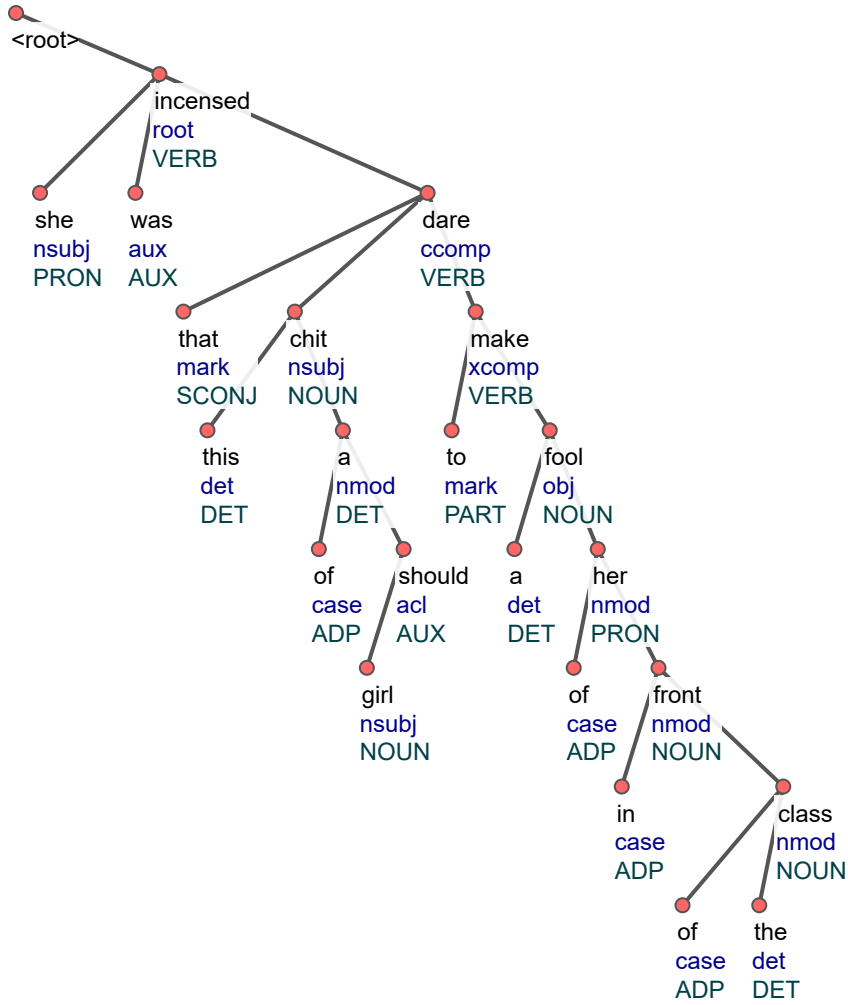 <root>
incensed
root
VERB
she was dare
nsubj aux ccomp
PRON AUX VERB
that chit make
mark nsubj xcomp
SCONJ NOUN VERB
this a to fool
det nmod mark obj
DET DET PART NOUN
of should a her
case acl det nmod
ADP AUX DET PRON
girl of front
nsubj case nmod
NOUN ADP NOUN
in class
case nmod
ADP NOUN
of the
case det
ADP DET